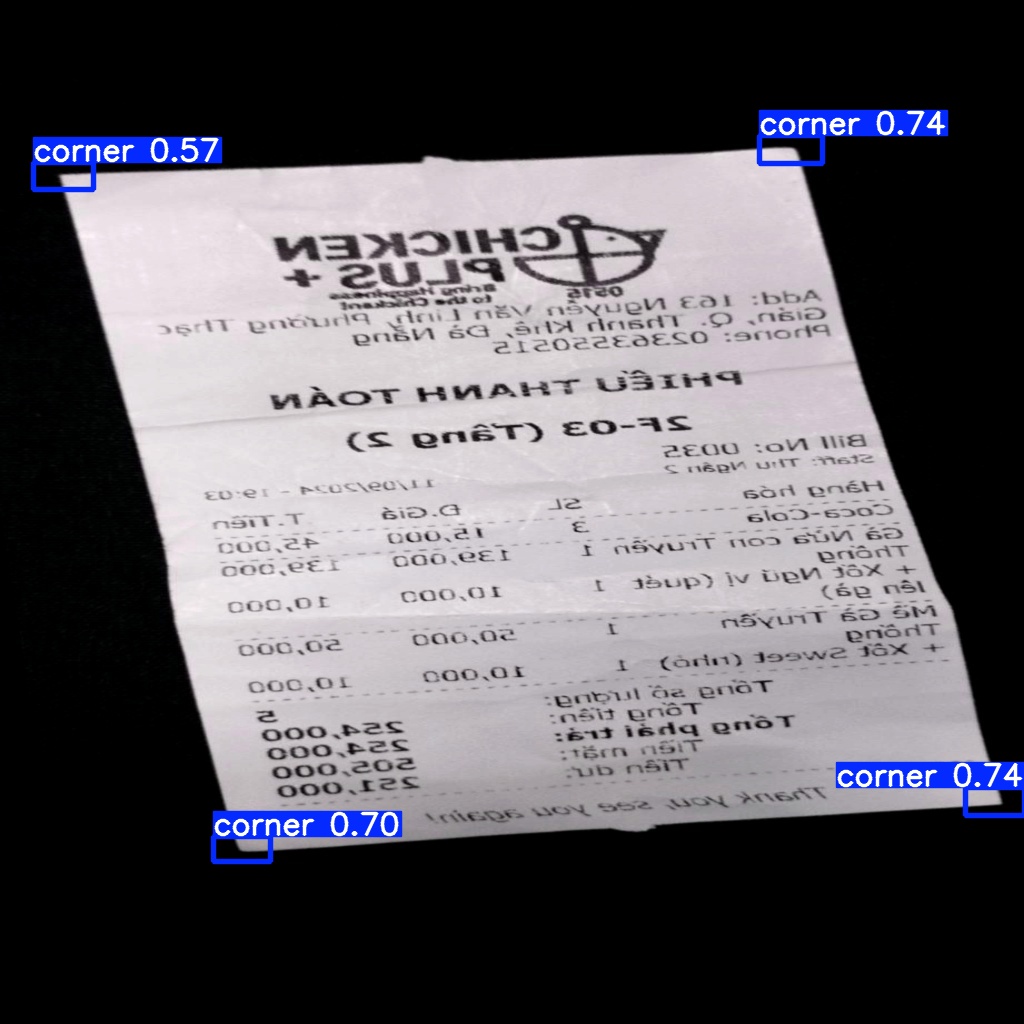 corner 0.57
corner 0.74
CHICKEN
PLUS +
Bring Happiness
to the Chickent
0515
Add: 163 Nguyễn Văn Linh, Phường Thạc
Gián, Q. Thanh Khê, Đà Nẵng
Phone: 02363550515
PHIẾU THANH TOÁN
2F-03 (Tầng 2)
Bill No: 0035
Staff: Thu Ngân 2
11/09/2024 - 19:03
Hàng hóa SL Đ.Giá T.Tiền
Coca-Cola 3 15,000 45,000
Gà Nửa con Truyền 1 139,000 139,000
Thống
+ Xốt Ngũ vị (quết 1 10,000 10,000
lên gà)
Mề Gà Truyền 1 50,000 50,000
Thống
+ Xốt Sweet (nhỏ) 1 10,000 10,000
Tổng số lượng: 5
Tổng tiền: 254,000
Tổng phải trả: 254,000
Tiền mặt: 505,000
Tiền dư: 251,000
Thank you, see you again!
corner 0.74
corner 0.70